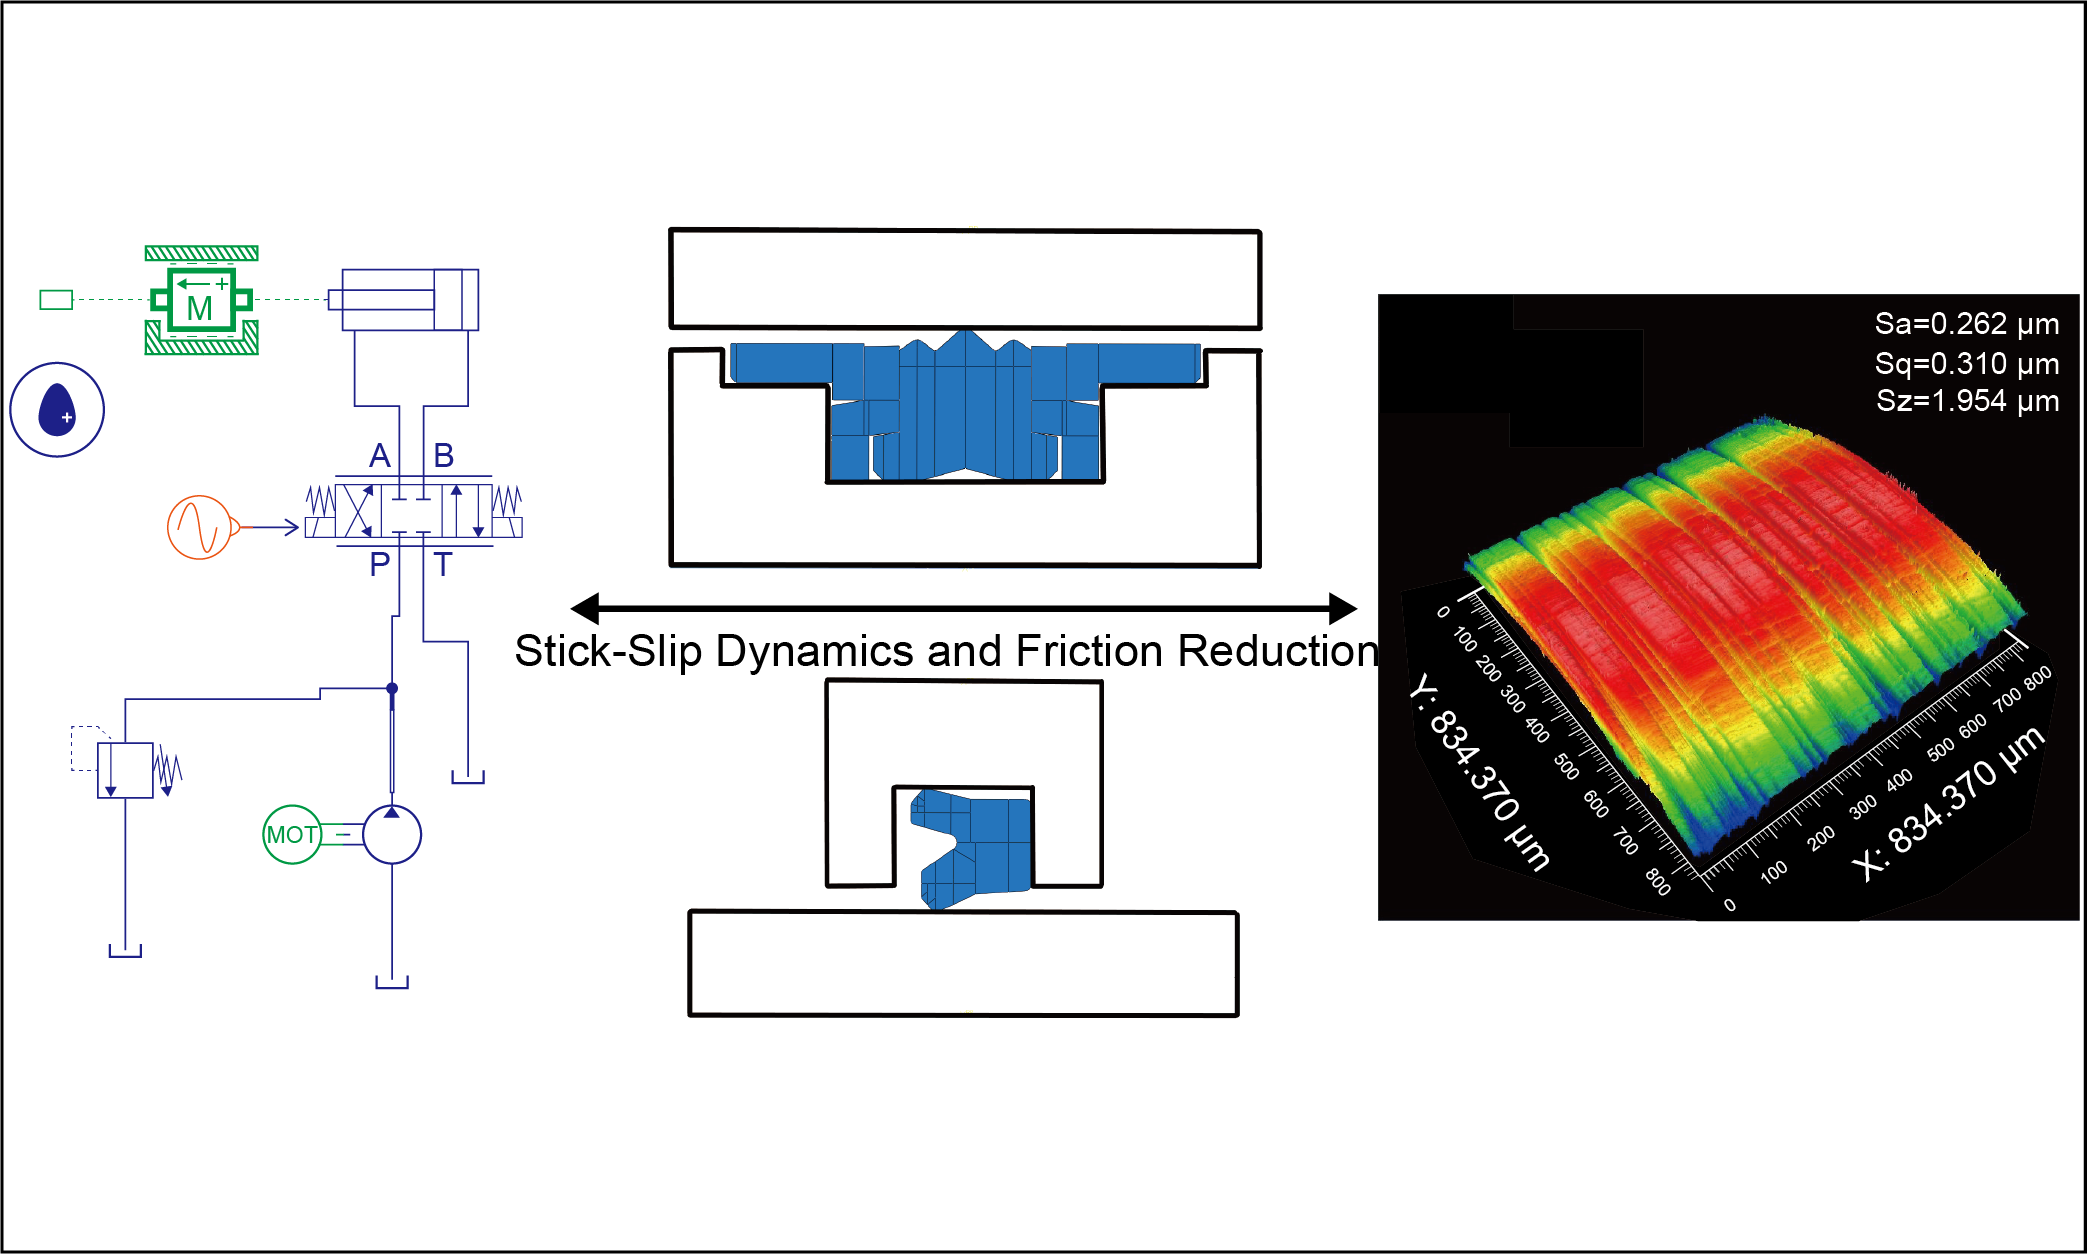 M
+
+
A B
P T
MOT
Stick-Slip Dynamics and Friction Reduction
Sa=0.262 µm
Sq=0.310 µm
Sz=1.954 µm
0 100 200 300 400 500 600 700 800
Y: 834.370 µm
0 100 200 300 400 500 600 700 800
X: 834.370 µm